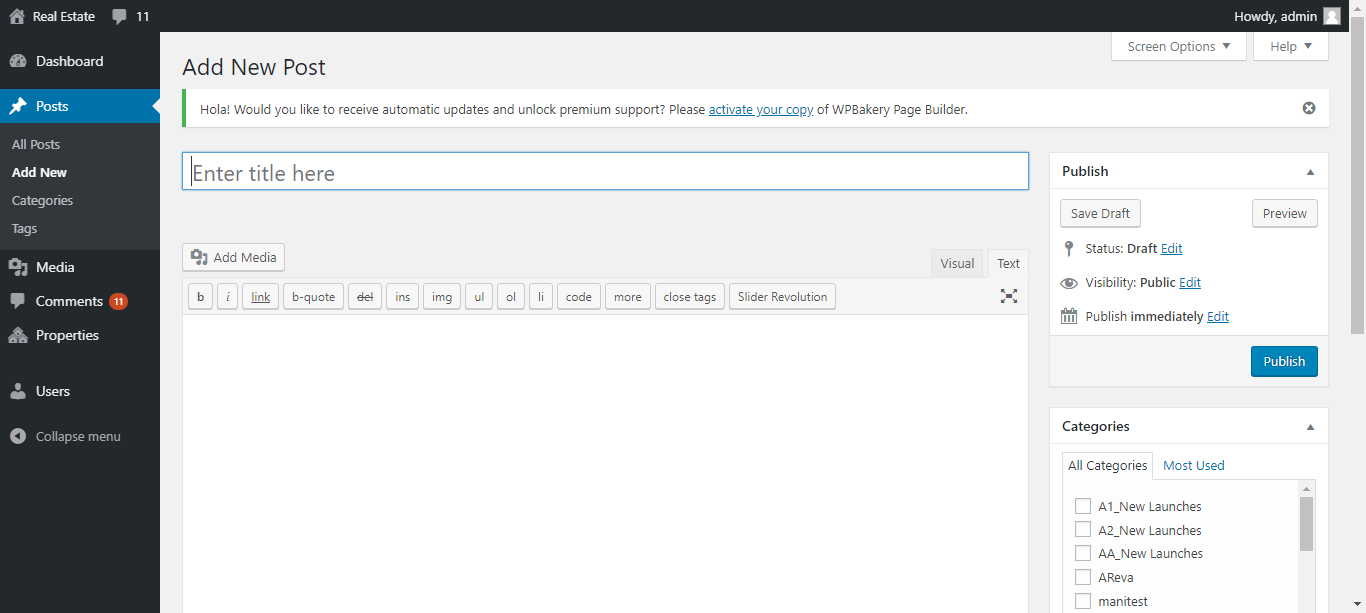 Real Estate 11 Howdy, admin
Screen Options Help
Dashboard
Posts
All Posts
Add New
Categories
Tags
Media
Comments 11
Properties
Users
Collapse menu
Add New Post
Hola! Would you like to receive automatic updates and unlock premium support? Please activate your copy of WPBakery Page Builder.
Enter title here
Add Media
Visual Text
b i link b-quote del ins img ul ol li code more close tags Slider Revolution
Publish
Save Draft Preview
Status: Draft Edit
Visibility: Public Edit
Publish immediately Edit
Publish
Categories
All Categories Most Used
A1_New Launches
A2_New Launches
AA_New Launches
AReva
manitest